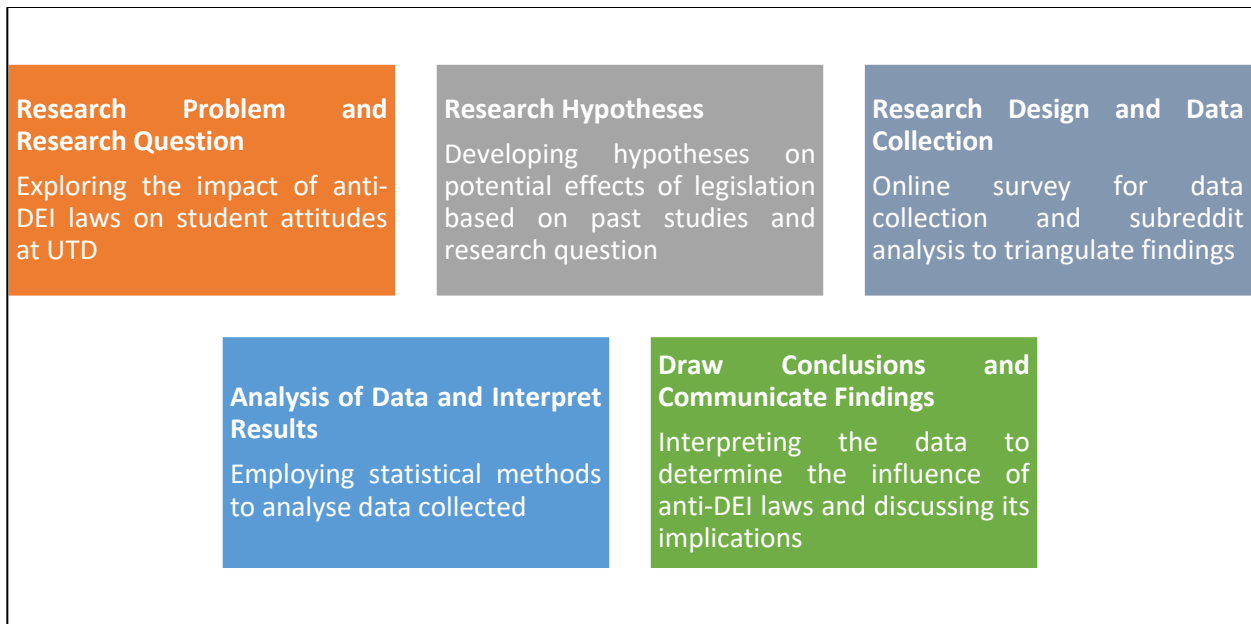 Research Problem and
Research Question
Exploring the impact of anti-
DEI laws on student attitudes
at UTD
Research Hypotheses
Developing hypotheses on
potential effects of legislation
based on past studies and
research question
Research Design and Data
Collection
Online survey for data
collection and subreddit
analysis to triangulate findings
Analysis of Data and Interpret
Results
Employing statistical methods
to analyse data collected
Draw Conclusions and
Communicate Findings
Interpreting the data to
determine the influence of
anti-DEI laws and discussing its
implications